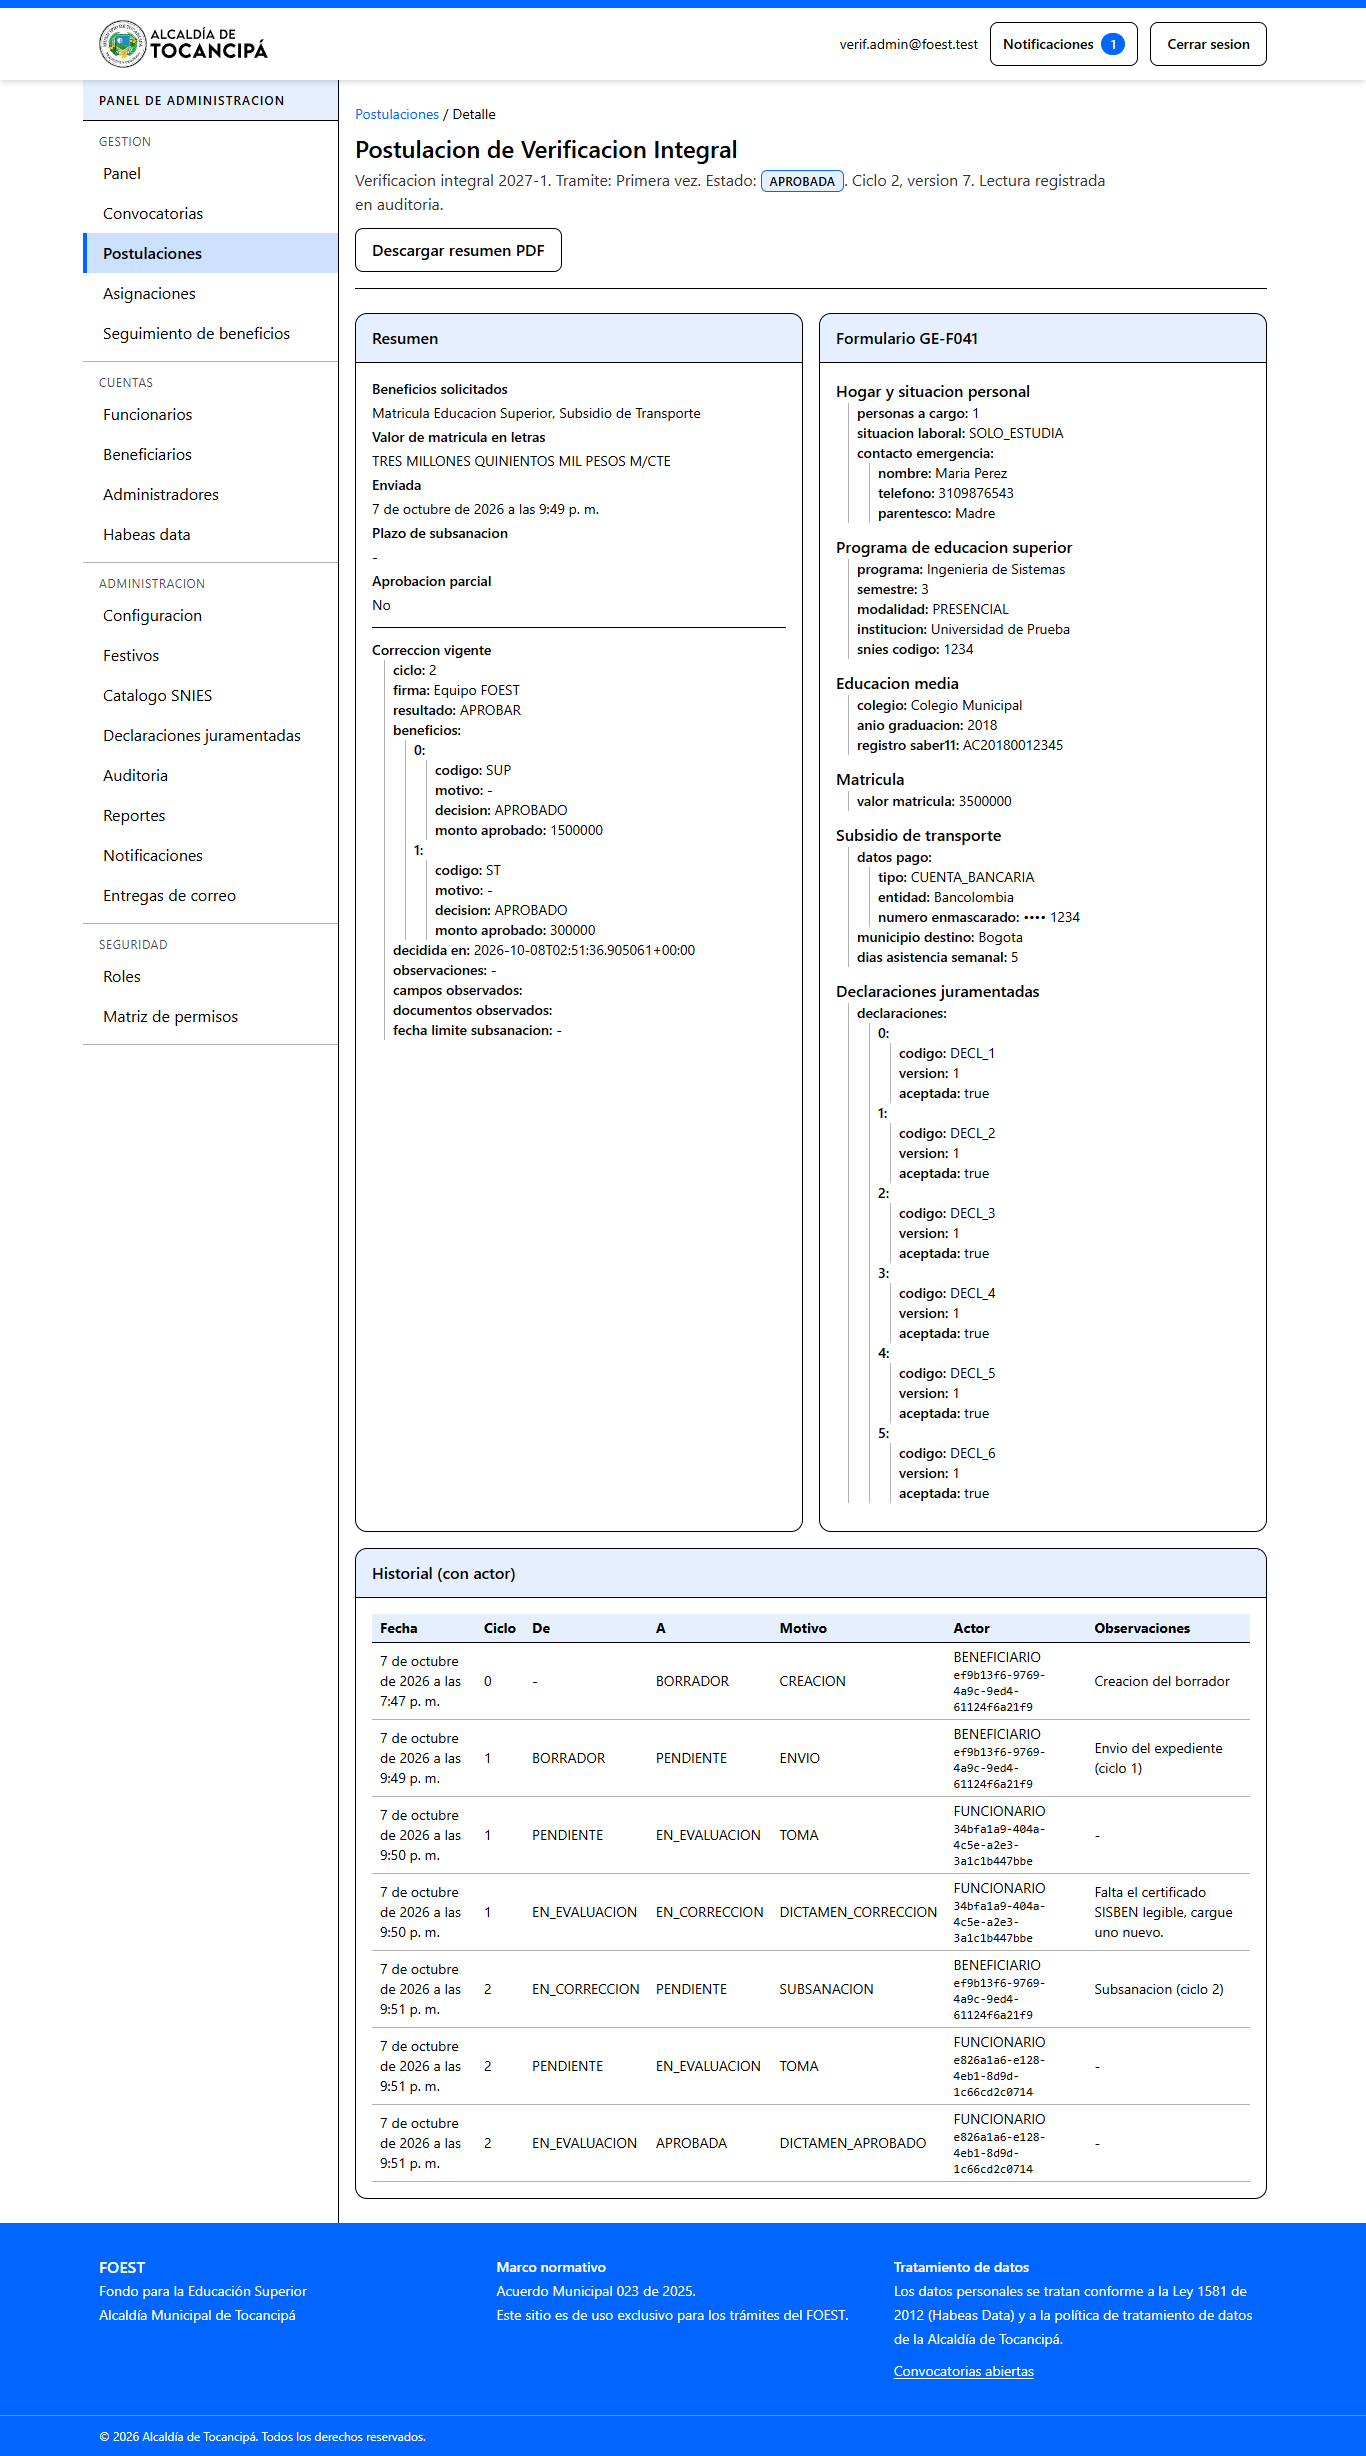 ALCALDÍA DE
TOCANCIPÁ
verif.admin@foest.test
Notificaciones 1
Cerrar sesion
PANEL DE ADMINISTRACION
GESTION
Panel
Convocatorias
Postulaciones
Asignaciones
Seguimiento de beneficios
CUENTAS
Funcionarios
Beneficiarios
Administradores
Habeas data
ADMINISTRACION
Configuracion
Festivos
Catalogo SNIES
Declaraciones juramentadas
Auditoria
Reportes
Notificaciones
Entregas de correo
SEGURIDAD
Roles
Matriz de permisos
Postulaciones / Detalle
Postulacion de Verificacion Integral
Verificacion integral 2027-1. Tramite: Primera vez. Estado: APROBADA. Ciclo 2, version 7. Lectura registrada
en auditoria.
Descargar resumen PDF
Resumen
Beneficios solicitados
Matricula Educacion Superior, Subsidio de Transporte
Valor de matricula en letras
TRES MILLONES QUINIENTOS MIL PESOS M/CTE
Enviada
7 de octubre de 2026 a las 9:49 p. m.
Plazo de subsanacion
-
Aprobacion parcial
No
Correccion vigente
ciclo: 2
firma: Equipo FOEST
resultado: APROBAR
beneficios:
0:
codigo: SUP
motivo: -
decision: APROBADO
monto aprobado: 1500000
1:
codigo: ST
motivo: -
decision: APROBADO
monto aprobado: 300000
decidida en: 2026-10-08T02:51:36.905061+00:00
observaciones: -
campos observados:
documentos observados:
fecha limite subsanacion: -
Formulario GE-F041
Hogar y situacion personal
personas a cargo: 1
situacion laboral: SOLO_ESTUDIA
contacto emergencia:
nombre: Maria Perez
telefono: 3109876543
parentesco: Madre
Programa de educacion superior
programa: Ingenieria de Sistemas
semestre: 3
modalidad: PRESENCIAL
institucion: Universidad de Prueba
snies codigo: 1234
Educacion media
colegio: Colegio Municipal
anio graduacion: 2018
registro saber11: AC20180012345
Matricula
valor matricula: 3500000
Subsidio de transporte
datos pago:
tipo: CUENTA_BANCARIA
entidad: Bancolombia
numero enmascarado: •••• 1234
municipio destino: Bogota
dias asistencia semanal: 5
Declaraciones juramentadas
declaraciones:
0:
codigo: DECL_1
version: 1
aceptada: true
1:
codigo: DECL_2
version: 1
aceptada: true
2:
codigo: DECL_3
version: 1
aceptada: true
3:
codigo: DECL_4
version: 1
aceptada: true
4:
codigo: DECL_5
version: 1
aceptada: true
5:
codigo: DECL_6
version: 1
aceptada: true
Historial (con actor)
Fecha Ciclo De A Motivo Actor Observaciones
7 de octubre
de 2026 a las
7:47 p. m.
0
-
BORRADOR
CREACION
BENEFICIARIO
ef9b13f6-9769-
4a9c-9ed4-
61124f6a21f9
Creacion del borrador
7 de octubre
de 2026 a las
9:49 p. m.
1
BORRADOR
PENDIENTE
ENVIO
BENEFICIARIO
ef9b13f6-9769-
4a9c-9ed4-
61124f6a21f9
Envio del expediente
(ciclo 1)
7 de octubre
de 2026 a las
9:50 p. m.
1
PENDIENTE
EN_EVALUACION
TOMA
FUNCIONARIO
34bfa1a9-404a-
4c5e-a2e3-
3a1c1b447bbe
-
7 de octubre
de 2026 a las
9:50 p. m.
1
EN_EVALUACION
EN_CORRECCION
DICTAMEN_CORRECCION
FUNCIONARIO
34bfa1a9-404a-
4c5e-a2e3-
3a1c1b447bbe
Falta el certificado
SISBEN legible, cargue
uno nuevo.
7 de octubre
de 2026 a las
9:51 p. m.
2
EN_CORRECCION
PENDIENTE
SUBSANACION
BENEFICIARIO
ef9b13f6-9769-
4a9c-9ed4-
61124f6a21f9
Subsanacion (ciclo 2)
7 de octubre
de 2026 a las
9:51 p. m.
2
PENDIENTE
EN_EVALUACION
TOMA
FUNCIONARIO
e826a1a6-e128-
4eb1-8d9d-
1c66cd2c0714
-
7 de octubre
de 2026 a las
9:51 p. m.
2
EN_EVALUACION
APROBADA
DICTAMEN_APROBADO
FUNCIONARIO
e826a1a6-e128-
4eb1-8d9d-
1c66cd2c0714
-
FOEST
Fondo para la Educación Superior
Alcaldía Municipal de Tocancipá
Marco normativo
Acuerdo Municipal 023 de 2025.
Este sitio es de uso exclusivo para los trámites del FOEST.
Tratamiento de datos
Los datos personales se tratan conforme a la Ley 1581 de
2012 (Habeas Data) y a la política de tratamiento de datos
de la Alcaldía de Tocancipá.
Convocatorias abiertas
© 2026 Alcaldía de Tocancipá. Todos los derechos reservados.